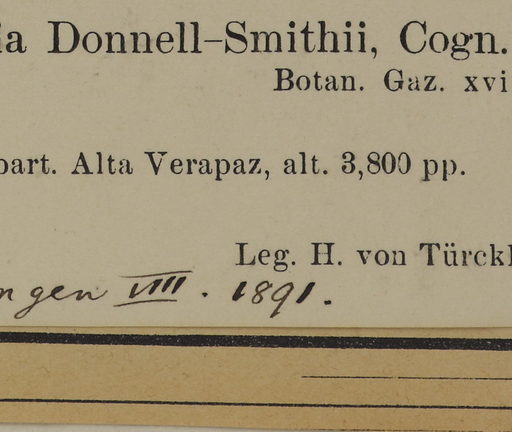 ia Donnell-Smithii, Cogn.
Botan. Gaz. xvi
part. Alta Verapaz, alt. 3,800 pp.
Leg. H. von Türckh
ngen VIII. 1891.